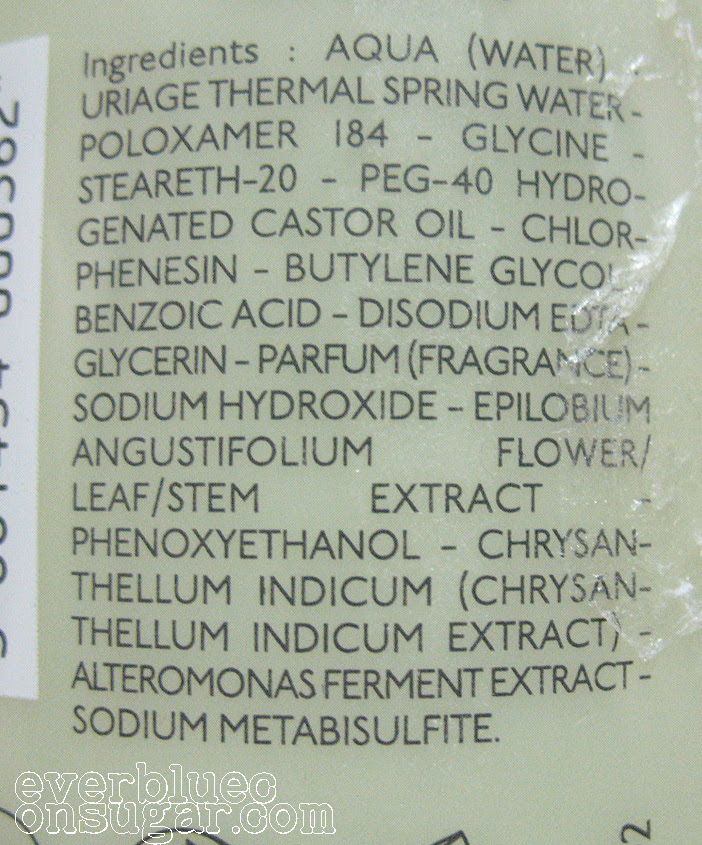 Ingredients : AQUA (WATER) .
URIAGE THERMAL SPRING WATER -
POLOXAMER 184 - GLYCINE -
STEARETH-20 - PEG-40 HYDRO-
GENATED CASTOR OIL - CHLOR-
PHENESIN - BUTYLENE GLYCOL
BENZOIC ACID - DISODIUM EDTA -
GLYCERIN - PARFUM (FRAGRANCE) -
SODIUM HYDROXIDE - EPILOBIUM
ANGUSTIFOLIUM FLOWER/
LEAF/STEM EXTRACT -
PHENOXYETHANOL - CHRYSAN-
THELLUM INDICUM (CHRYSAN-
THELLUM INDICUM EXTRACT) -
ALTEROMONAS FERMENT EXTRACT -
SODIUM METABISULFITE.
everbluec
onsugar.com
2